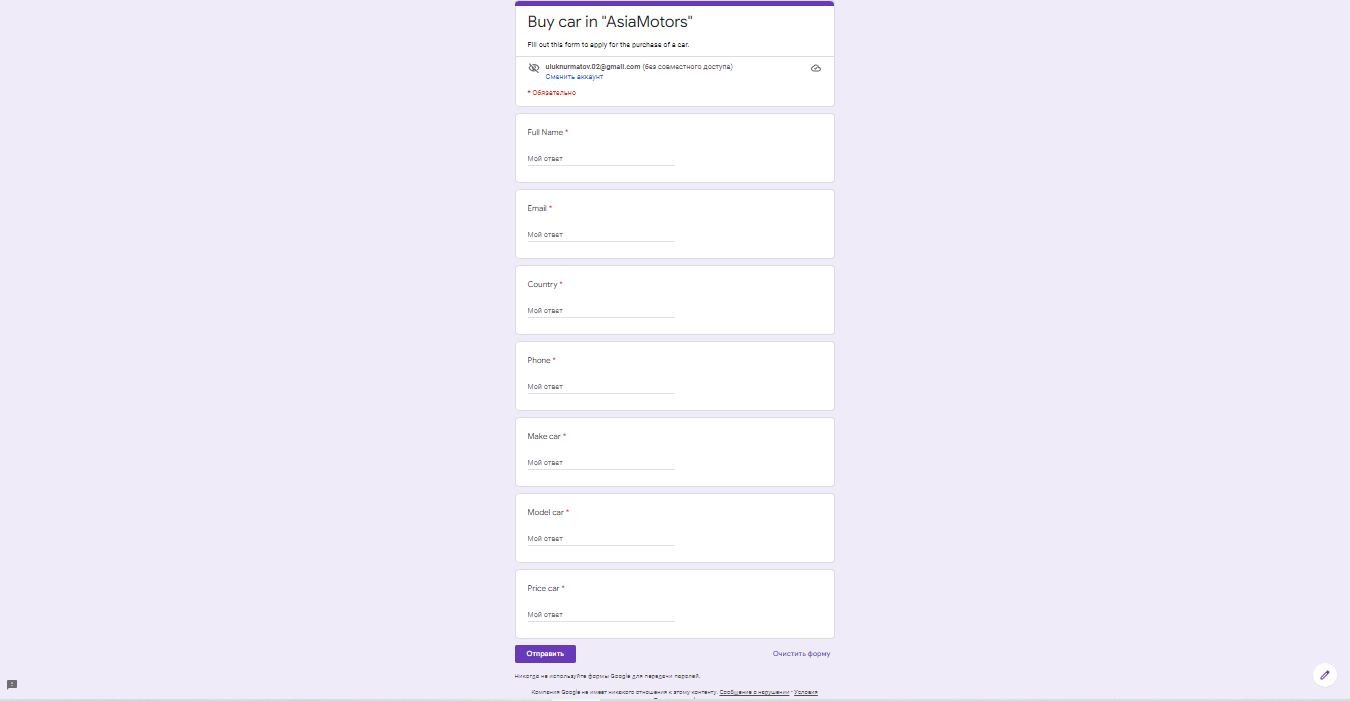 Buy car in "AsiaMotors"
Fill out this form to apply for the purchase of a car.
uluknurmatov.02@gmail.com (без совместного доступа)
Сменить аккаунт
* Обязательно
Full Name *
Мой ответ
Email *
Мой ответ
Country *
Мой ответ
Phone *
Мой ответ
Make car *
Мой ответ
Model car *
Мой ответ
Price car *
Мой ответ
Отправить
Очистить форму
Никогда не используйте формы Google для передачи паролей.
Компания Google не имеет никакого отношения к этому контенту. Сообщение о нарушении - Условия